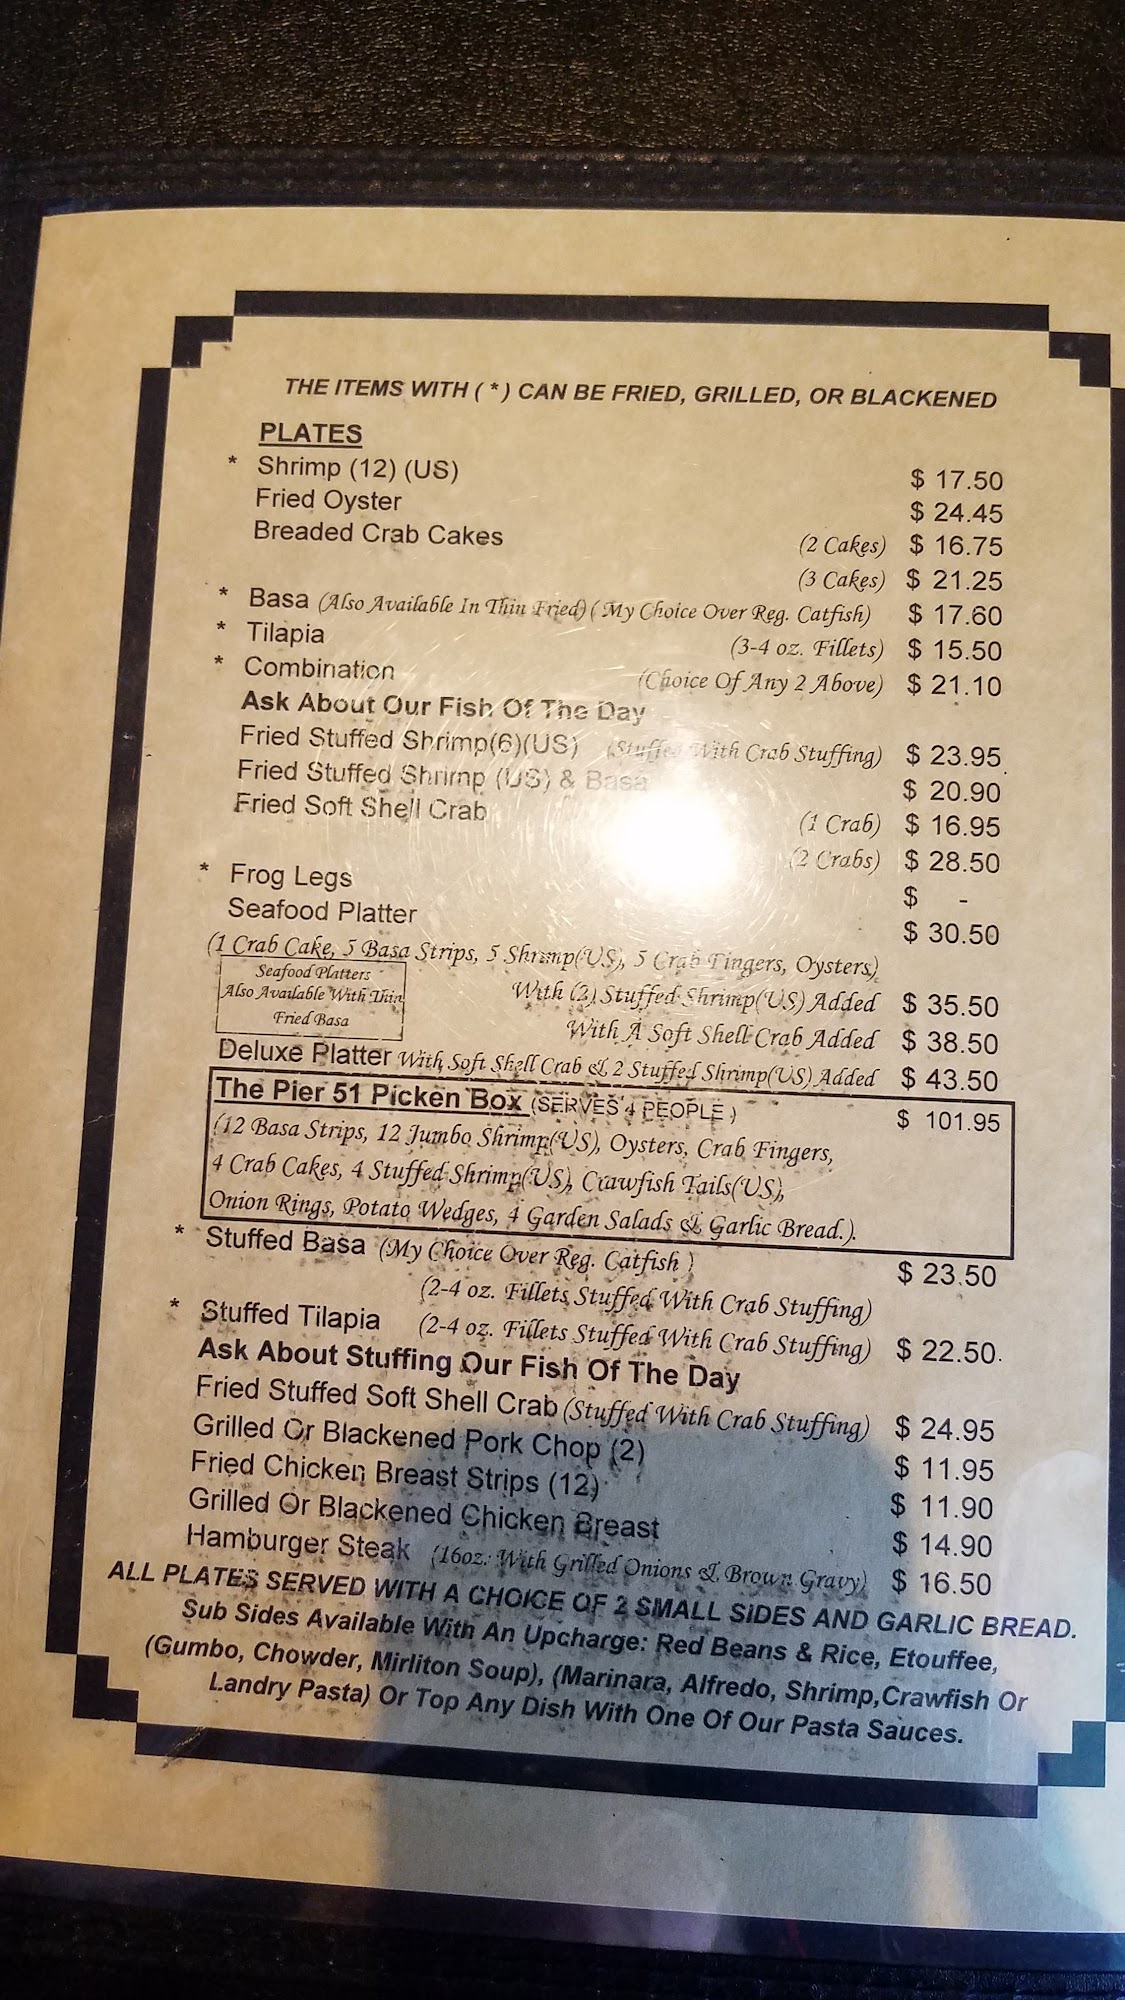 THE ITEMS WITH ( * ) CAN BE FRIED, GRILLED, OR BLACKENED
PLATES
* Shrimp (12) (US) $ 17.50
Fried Oyster $ 24.45
Breaded Crab Cakes (2 Cakes) $ 16.75
(3 Cakes) $ 21.25
* Basa (Also Available In Thin Fried) ( My Choice Over Reg. Catfish) $ 17.60
* Tilapia (3-4 oz. Fillets) $ 15.50
* Combination (Choice Of Any 2 Above) $ 21.10
Ask About Our Fish Of The Day
Fried Stuffed Shrimp(6)(US) (Stuffed With Crab Stuffing) $ 23.95
Fried Stuffed Shrimp (US) & Basa $ 20.90
Fried Soft Shell Crab (1 Crab) $ 16.95
(2 Crabs) $ 28.50
* Frog Legs $ -
Seafood Platter $ 30.50
(1 Crab Cake, 5 Basa Strips, 5 Shrimp(US), 5 Crab Fingers, Oysters)
Seafood Platters
Also Available With Thin
Fried Basa
With (2) Stuffed Shrimp(US) Added $ 35.50
With A Soft Shell Crab Added $ 38.50
Deluxe Platter With Soft Shell Crab & 2 Stuffed Shrimp(US) Added $ 43.50
The Pier 51 Picken Box (SERVES 4 PEOPLE ) $ 101.95
(12 Basa Strips, 12 Jumbo Shrimp(US), Oysters, Crab Fingers,
4 Crab Cakes, 4 Stuffed Shrimp(US), Crawfish Tails(US),
Onion Rings, Potato Wedges, 4 Garden Salads & Garlic Bread.).
* Stuffed Basa (My Choice Over Reg. Catfish ) $ 23.50
(2-4 oz. Fillets Stuffed With Crab Stuffing)
* Stuffed Tilapia (2-4 oz. Fillets Stuffed With Crab Stuffing) $ 22.50.
Ask About Stuffing Our Fish Of The Day
Fried Stuffed Soft Shell Crab (Stuffed With Crab Stuffing) $ 24.95
Grilled Or Blackened Pork Chop (2) $ 11.95
Fried Chicken Breast Strips (12) $ 11.90
Grilled Or Blackened Chicken Breast $ 14.90
Hamburger Steak (16oz. With Grilled Onions & Brown Gravy) $ 16.50
ALL PLATES SERVED WITH A CHOICE OF 2 SMALL SIDES AND GARLIC BREAD.
Sub Sides Available With An Upcharge: Red Beans & Rice, Etouffee,
(Gumbo, Chowder, Mirliton Soup), (Marinara, Alfredo, Shrimp,Crawfish Or
Landry Pasta) Or Top Any Dish With One Of Our Pasta Sauces.